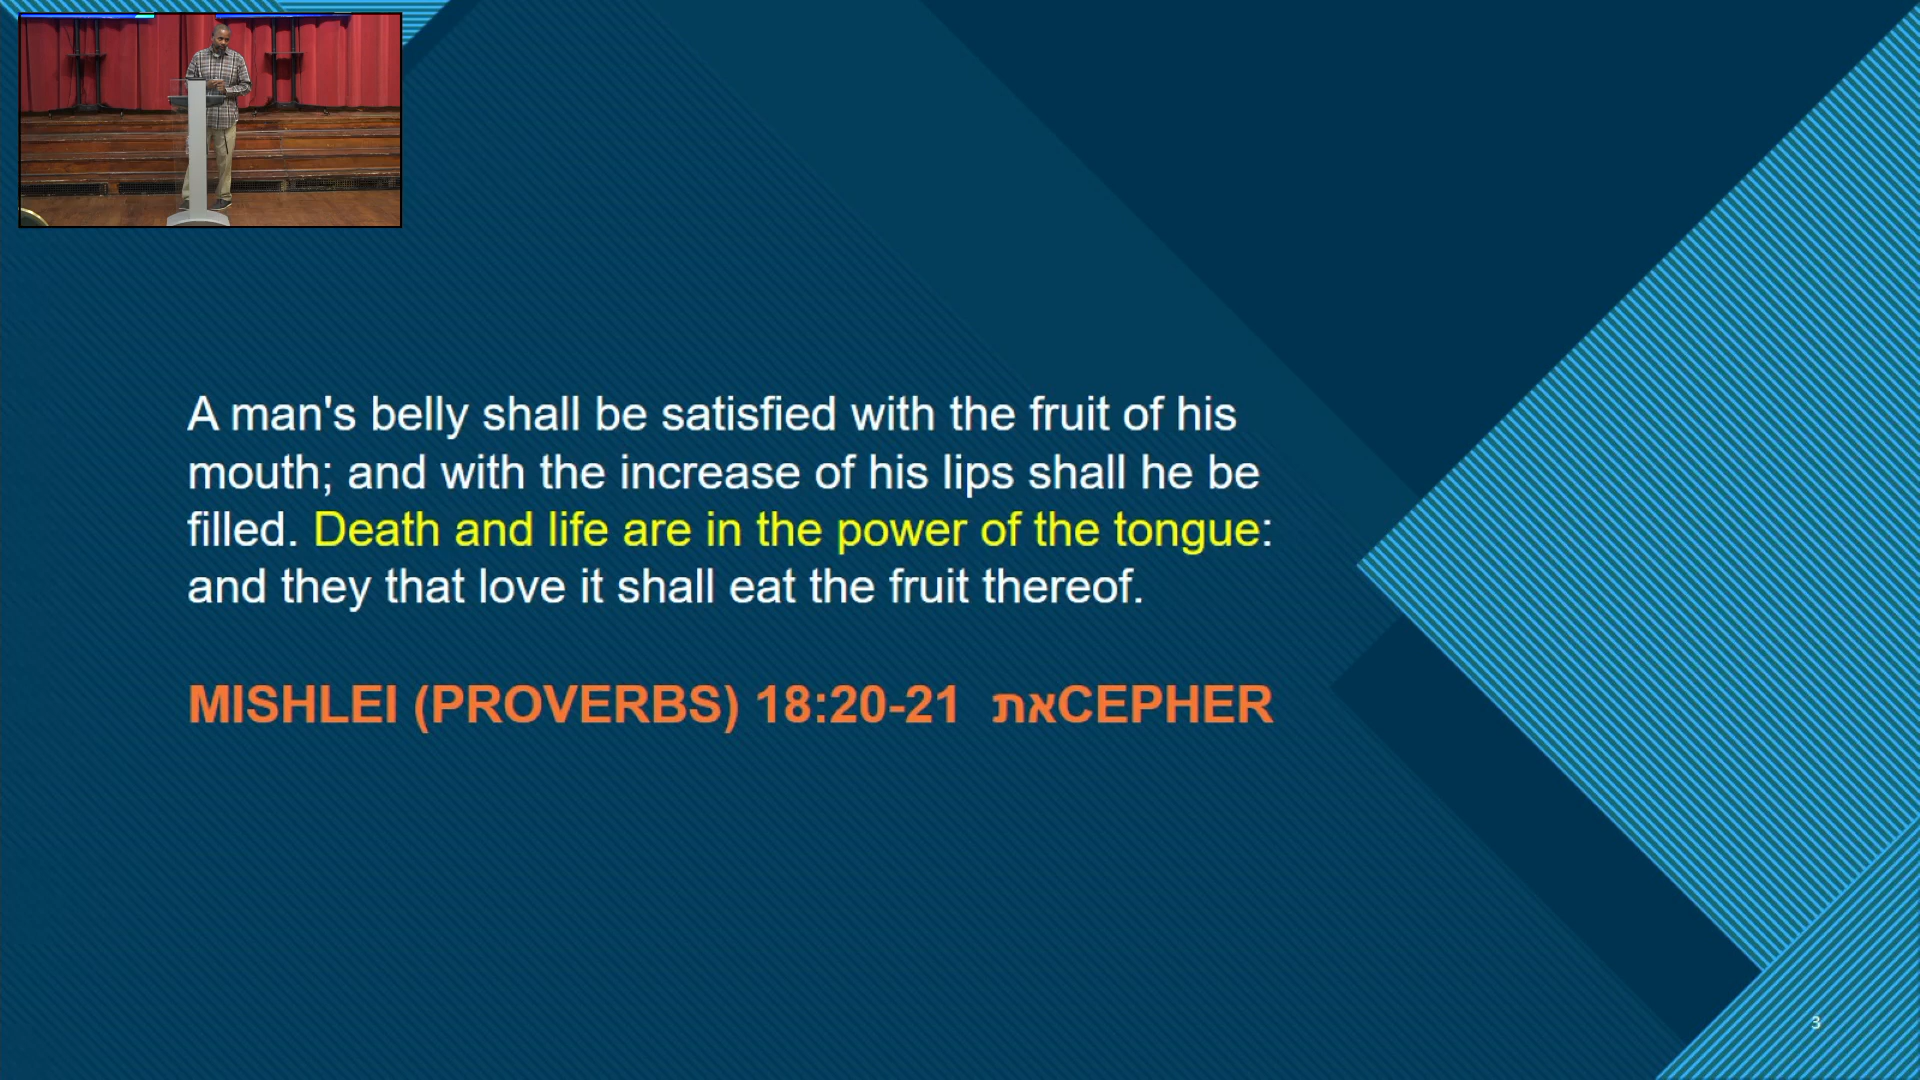 A man's belly shall be satisfied with the fruit of his
mouth; and with the increase of his lips shall he be
filled. Death and life are in the power of the tongue:
and they that love it shall eat the fruit thereof.
MISHLEI (PROVERBS) 18:20-21 את CEPHER
3